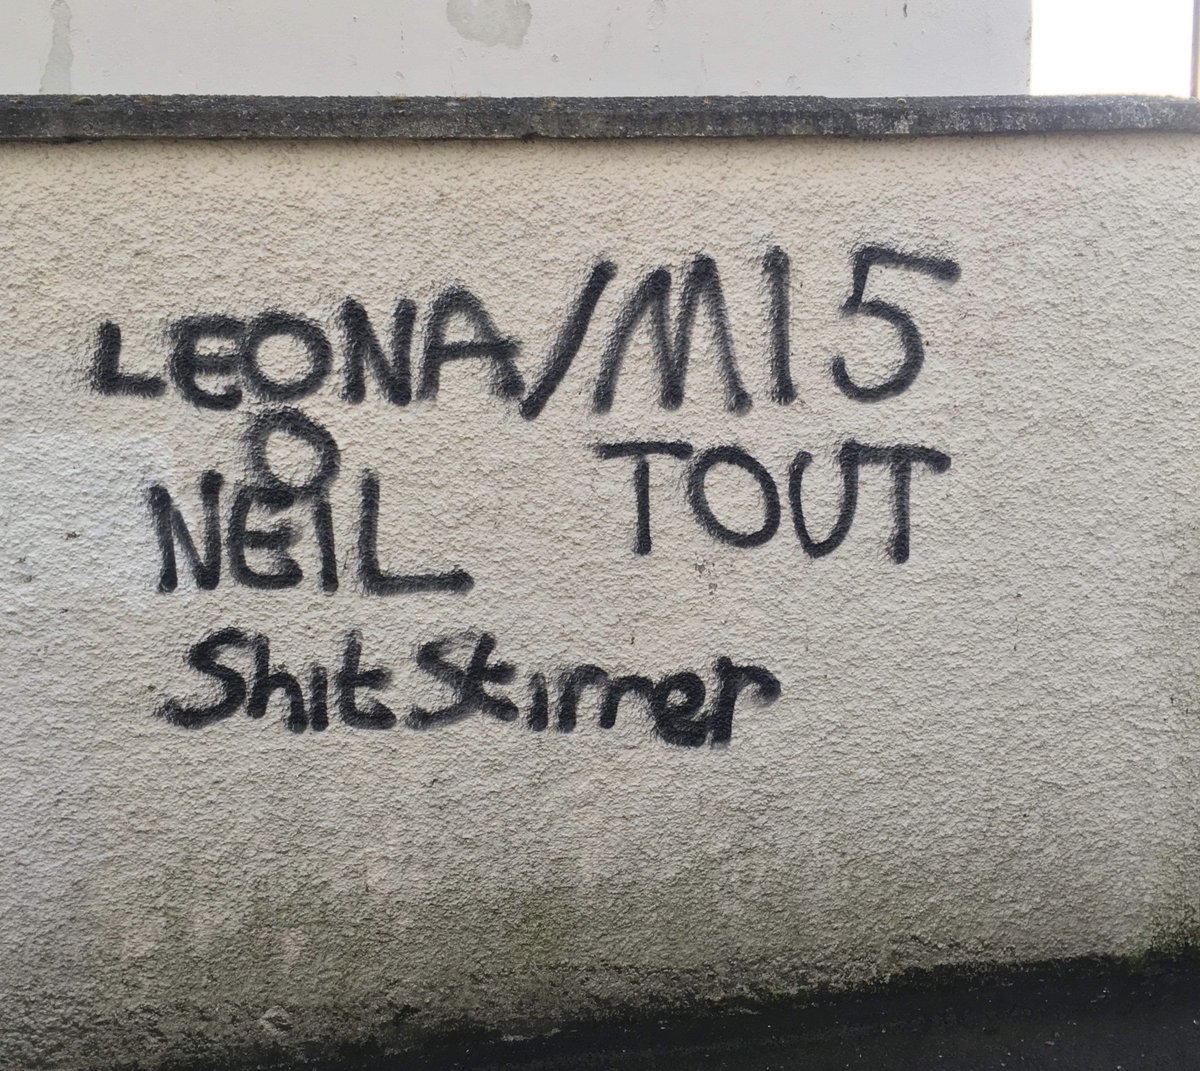 LEONA/MI5
O
NEIL TOUT
Shit Stirrer